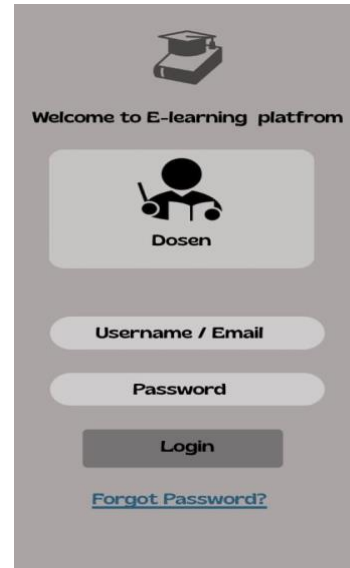 Welcome to E-learning platfrom
Dosen
Username / Email
Password
Login
Forgot Password?